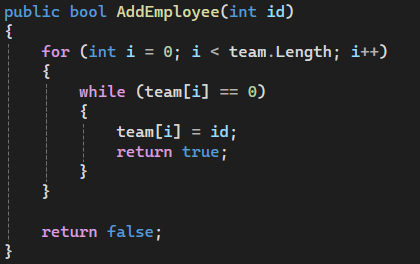 public bool AddEmployee(int id)
{
    for (int i = 0; i < team.Length; i++)
    {
        while (team[i] == 0)
        {
            team[i] = id;
            return true;
        }
    }

    return false;
}